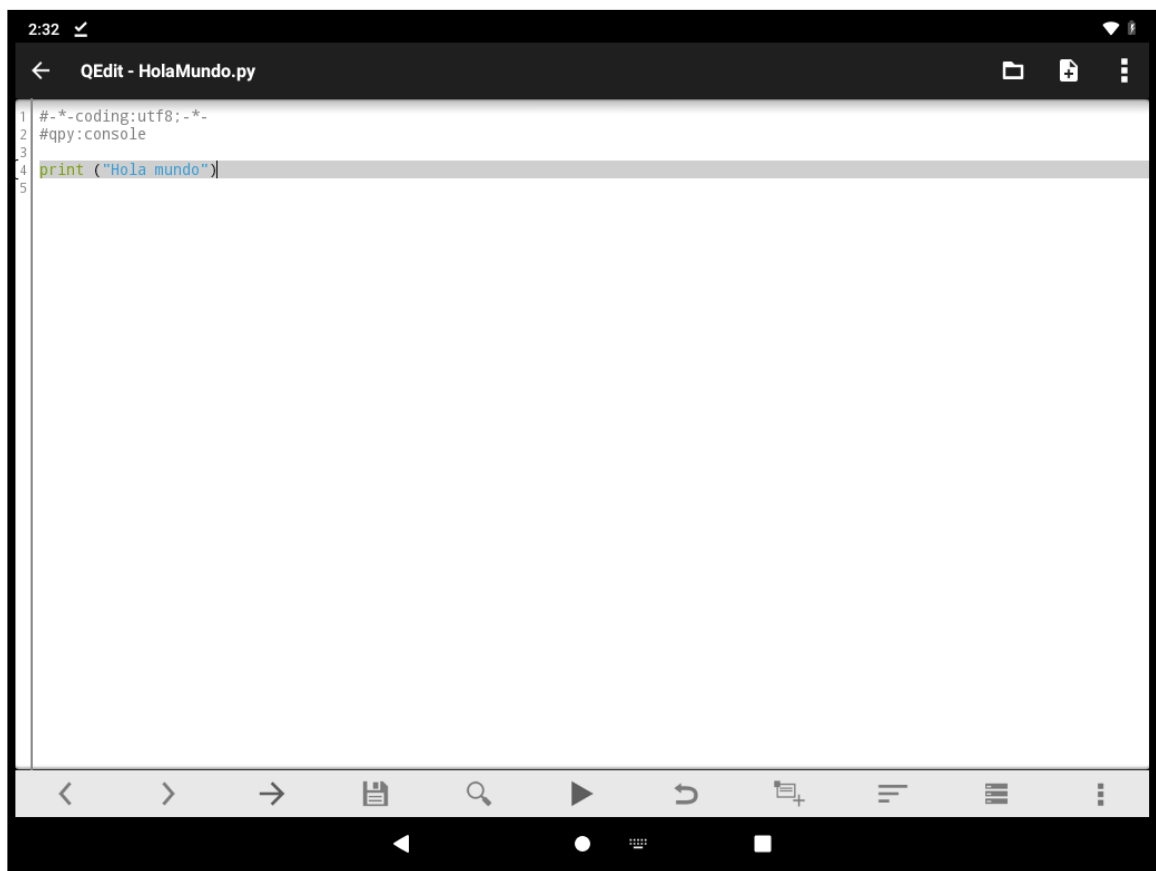 2:32
QEdit - HolaMundo.py
1 #-*-coding:utf8;-*-
2 #qpy:console
3
4 print ("Hola mundo")
5